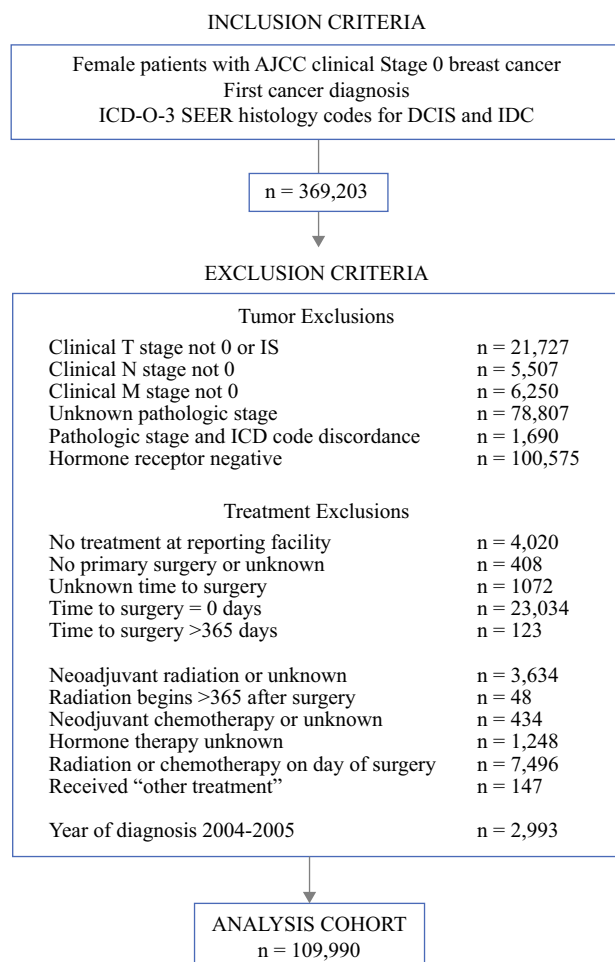 INCLUSION CRITERIA
Female patients with AJCC clinical Stage 0 breast cancer
First cancer diagnosis
ICD-O-3 SEER histology codes for DCIS and IDC
n = 369,203
EXCLUSION CRITERIA
Tumor Exclusions
Clinical T stage not 0 or IS n = 21,727
Clinical N stage not 0 n = 5,507
Clinical M stage not 0 n = 6,250
Unknown pathologic stage n = 78,807
Pathologic stage and ICD code discordance n = 1,690
Hormone receptor negative n = 100,575
Treatment Exclusions
No treatment at reporting facility n = 4,020
No primary surgery or unknown n = 408
Unknown time to surgery n = 1072
Time to surgery = 0 days n = 23,034
Time to surgery >365 days n = 123
Neoadjuvant radiation or unknown n = 3,634
Radiation begins >365 after surgery n = 48
Neodjuvant chemotherapy or unknown n = 434
Hormone therapy unknown n = 1,248
Radiation or chemotherapy on day of surgery n = 7,496
Received “other treatment” n = 147
Year of diagnosis 2004-2005 n = 2,993
ANALYSIS COHORT
n = 109,990